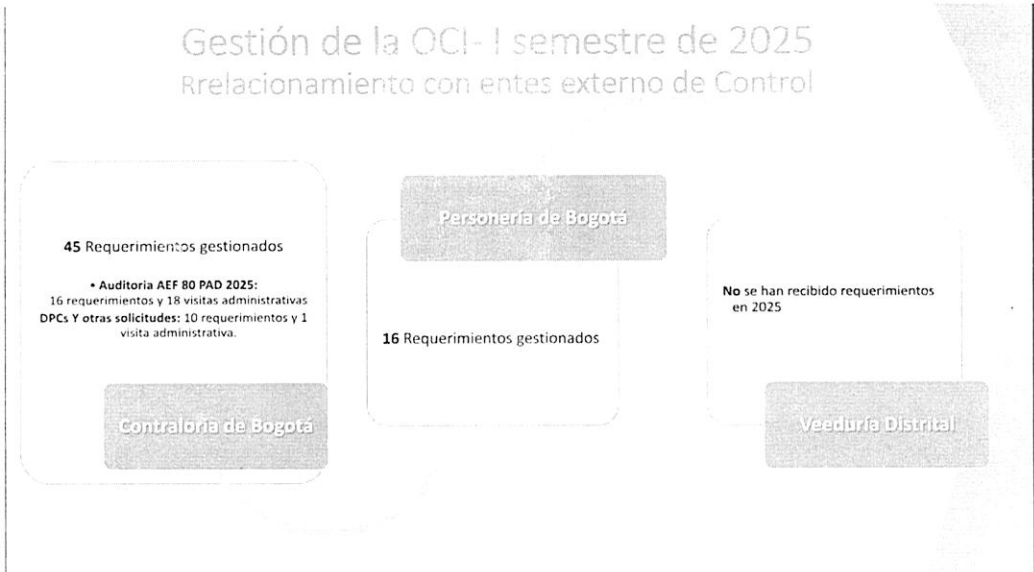 Gestión de la OCI- I semestre de 2025
Rrelacionamiento con entes externo de Control
45 Requerimientos gestionados
• Auditoria AEF 80 PAD 2025:
16 requerimientos y 18 visitas administrativas
DPCs Y otras solicitudes: 10 requerimientos y 1
visita administrativa.
Contraloría de Bogotá
Personería de Bogotá
16 Requerimientos gestionados
No se han recibido requerimientos
en 2025
Veeduría Distrital